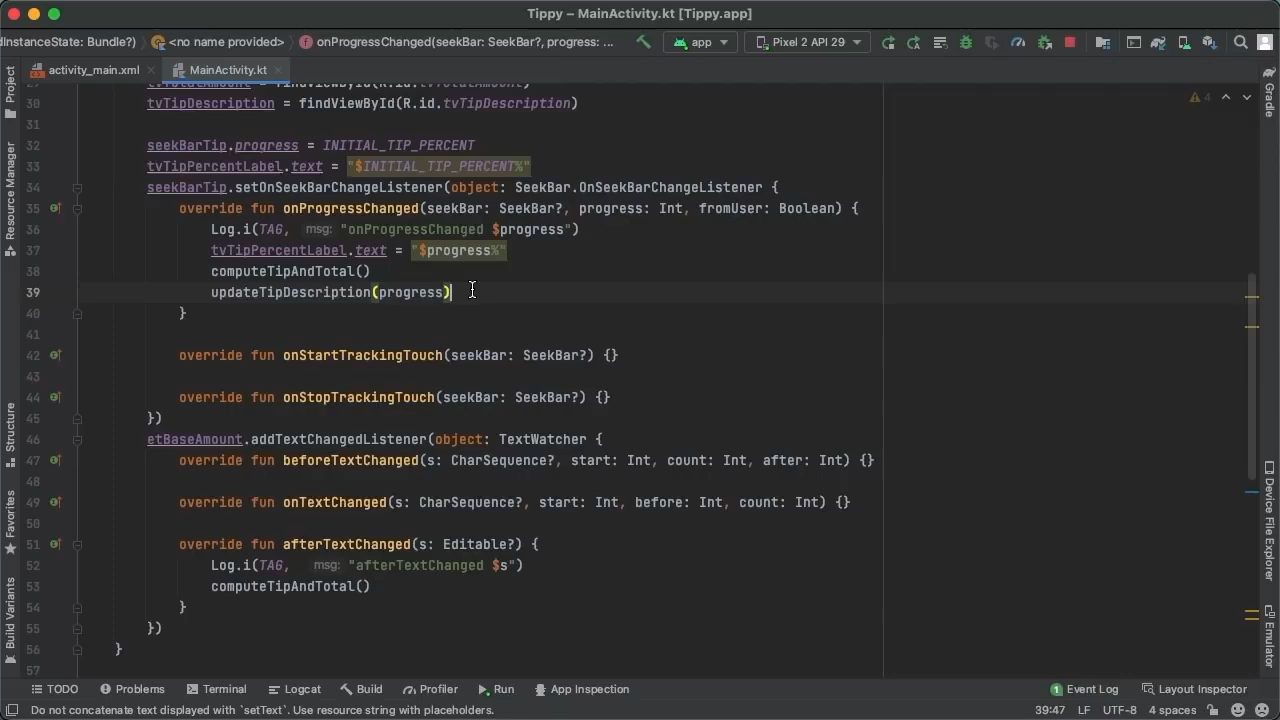 Tippy – MainActivity.kt [Tippy.app]
dInstanceState: Bundle?) <no name provided> onProgressChanged(seekBar: SeekBar?, progress: ... app Pixel 2 API 29
activity_main.xml MainActivity.kt
Project
Resource Manager
Structure
Favorites
Build Variants
4
30 tvTipDescription = findViewById(R.id.tvTipDescription)
31
32 seekBarTip.progress = INITIAL_TIP_PERCENT
33 tvTipPercentLabel.text = "$INITIAL_TIP_PERCENT%"
34 seekBarTip.setOnSeekBarChangeListener(object: SeekBar.OnSeekBarChangeListener {
35 override fun onProgressChanged(seekBar: SeekBar?, progress: Int, fromUser: Boolean) {
36 Log.i(TAG, msg: "onProgressChanged $progress")
37 tvTipPercentLabel.text = "$progress%"
38 computeTipAndTotal()
39 updateTipDescription(progress)
40 }
41
42 override fun onStartTrackingTouch(seekBar: SeekBar?) {}
43
44 override fun onStopTrackingTouch(seekBar: SeekBar?) {}
45 })
46 etBaseAmount.addTextChangedListener(object: TextWatcher {
47 override fun beforeTextChanged(s: CharSequence?, start: Int, count: Int, after: Int) {}
48
49 override fun onTextChanged(s: CharSequence?, start: Int, before: Int, count: Int) {}
50
51 override fun afterTextChanged(s: Editable?) {
52 Log.i(TAG, msg: "afterTextChanged $s")
53 computeTipAndTotal()
54 }
55 })
56 }
57
Gradle
Device File Explorer
Emulator
TODO Problems Terminal Logcat Build Profiler Run App Inspection 1 Event Log Layout Inspector
Do not concatenate text displayed with `setText`. Use resource string with placeholders. 39:47 LF UTF-8 4 spaces